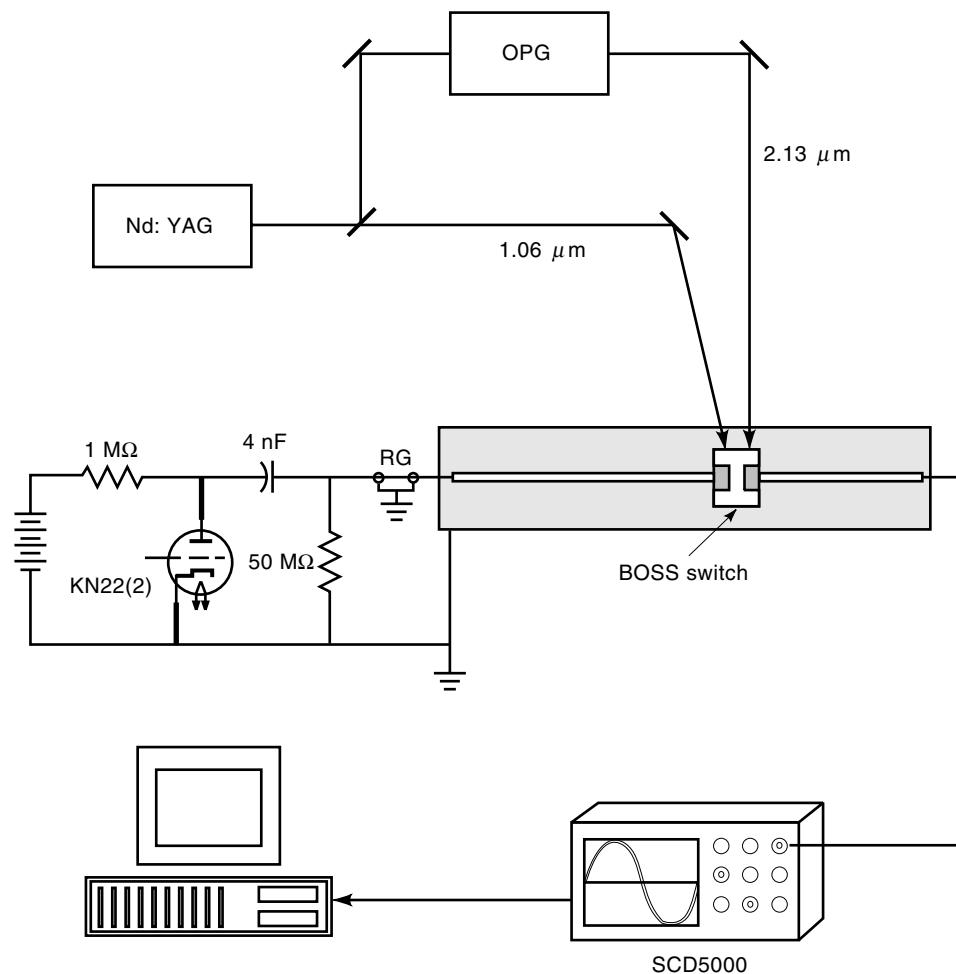 OPG
2.13 μm
Nd: YAG
1.06 μm
1 MΩ
4 nF
RG
KN22(2)
50 MΩ
BOSS switch
SCD5000